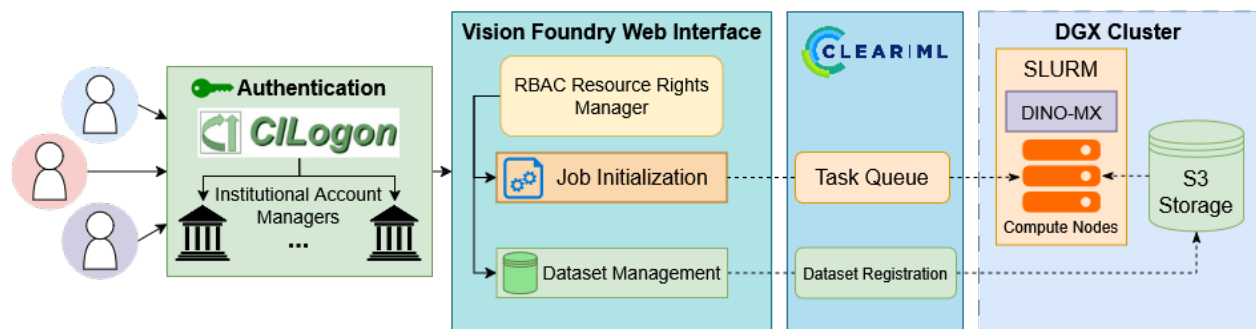 Authentication
CILogon
Institutional Account
Managers
...
Vision Foundry Web Interface
RBAC Resource Rights
Manager
Job Initialization
Dataset Management
CLEAR|ML
Task Queue
Dataset Registration
DGX Cluster
SLURM
DINO-MX
Compute Nodes
S3
Storage